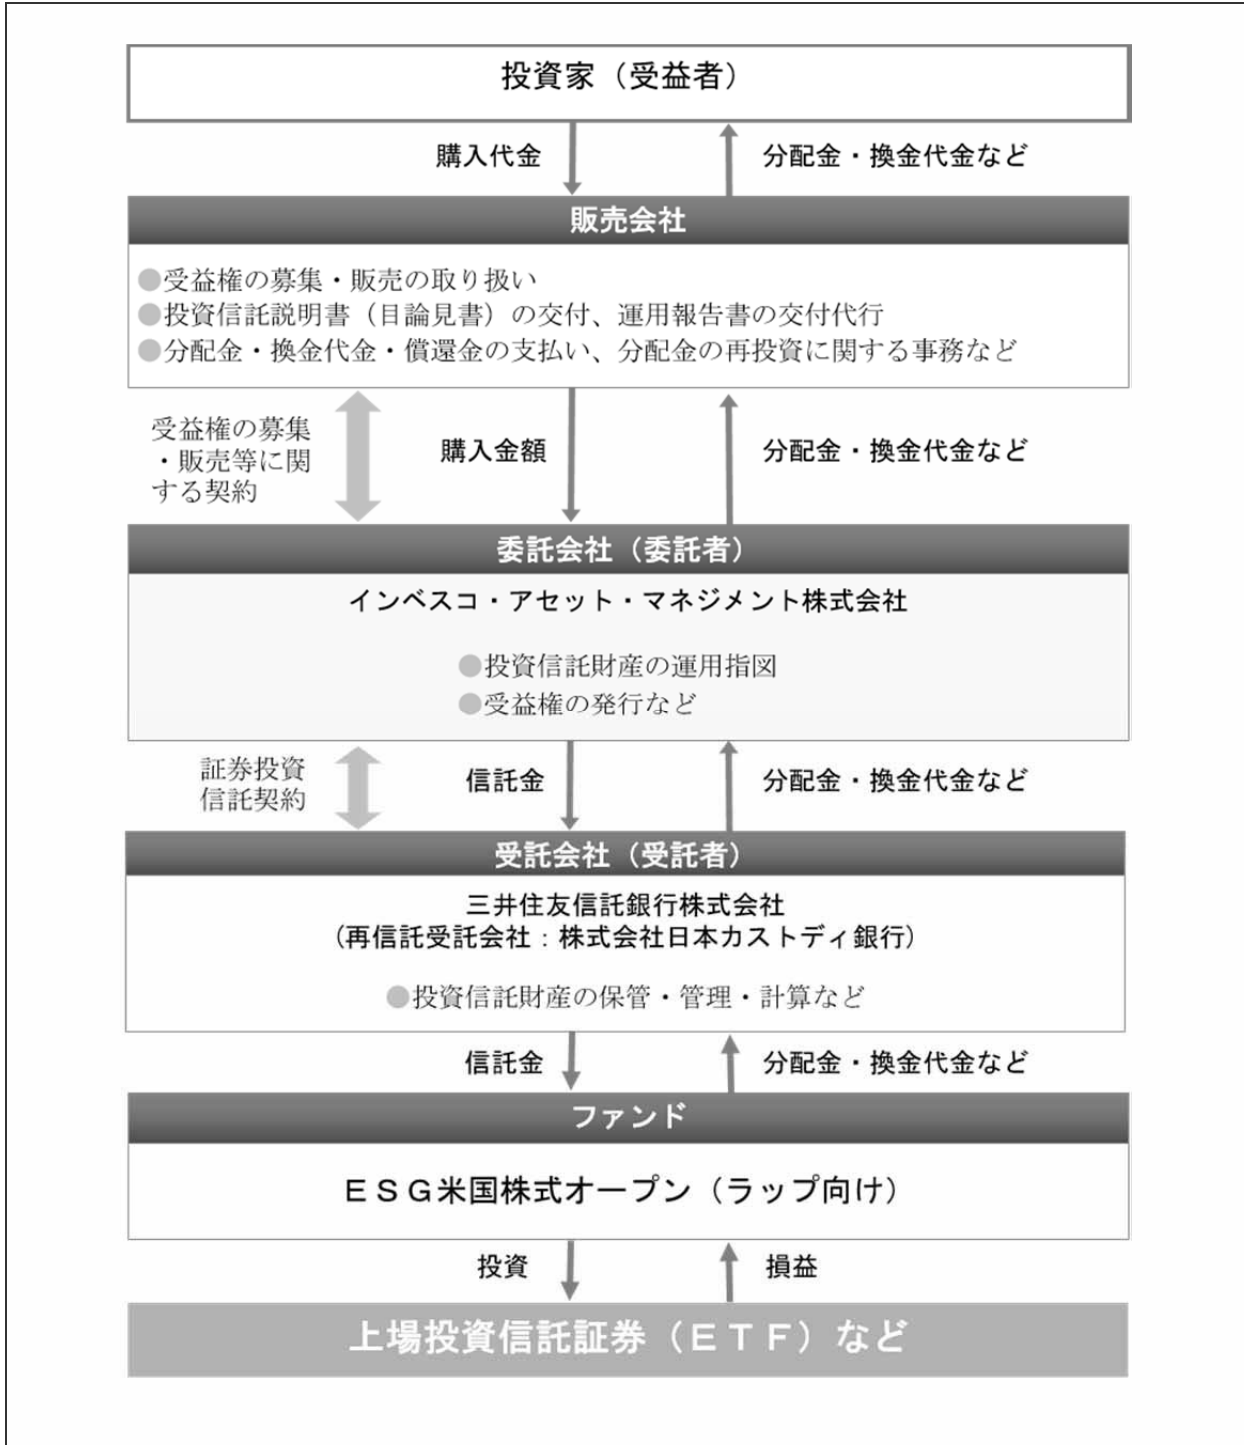 投資家（受益者）
購入代金
分配金・換金代金など
販売会社
●受益権の募集・販売の取り扱い
●投資信託説明書（目論見書）の交付、運用報告書の交付代行
●分配金・換金代金・償還金の支払い、分配金の再投資に関する事務など
受益権の募集
・販売等に関
する契約
購入金額
分配金・換金代金など
委託会社（委託者）
インベスコ・アセット・マネジメント株式会社
●投資信託財産の運用指図
●受益権の発行など
証券投資
信託契約
信託金
分配金・換金代金など
受託会社（受託者）
三井住友信託銀行株式会社
（再信託受託会社：株式会社日本カストディ銀行）
●投資信託財産の保管・管理・計算など
信託金
分配金・換金代金など
ファンド
ＥＳＧ米国株式オープン（ラップ向け）
投資
損益
上場投資信託証券（ＥＴＦ）など